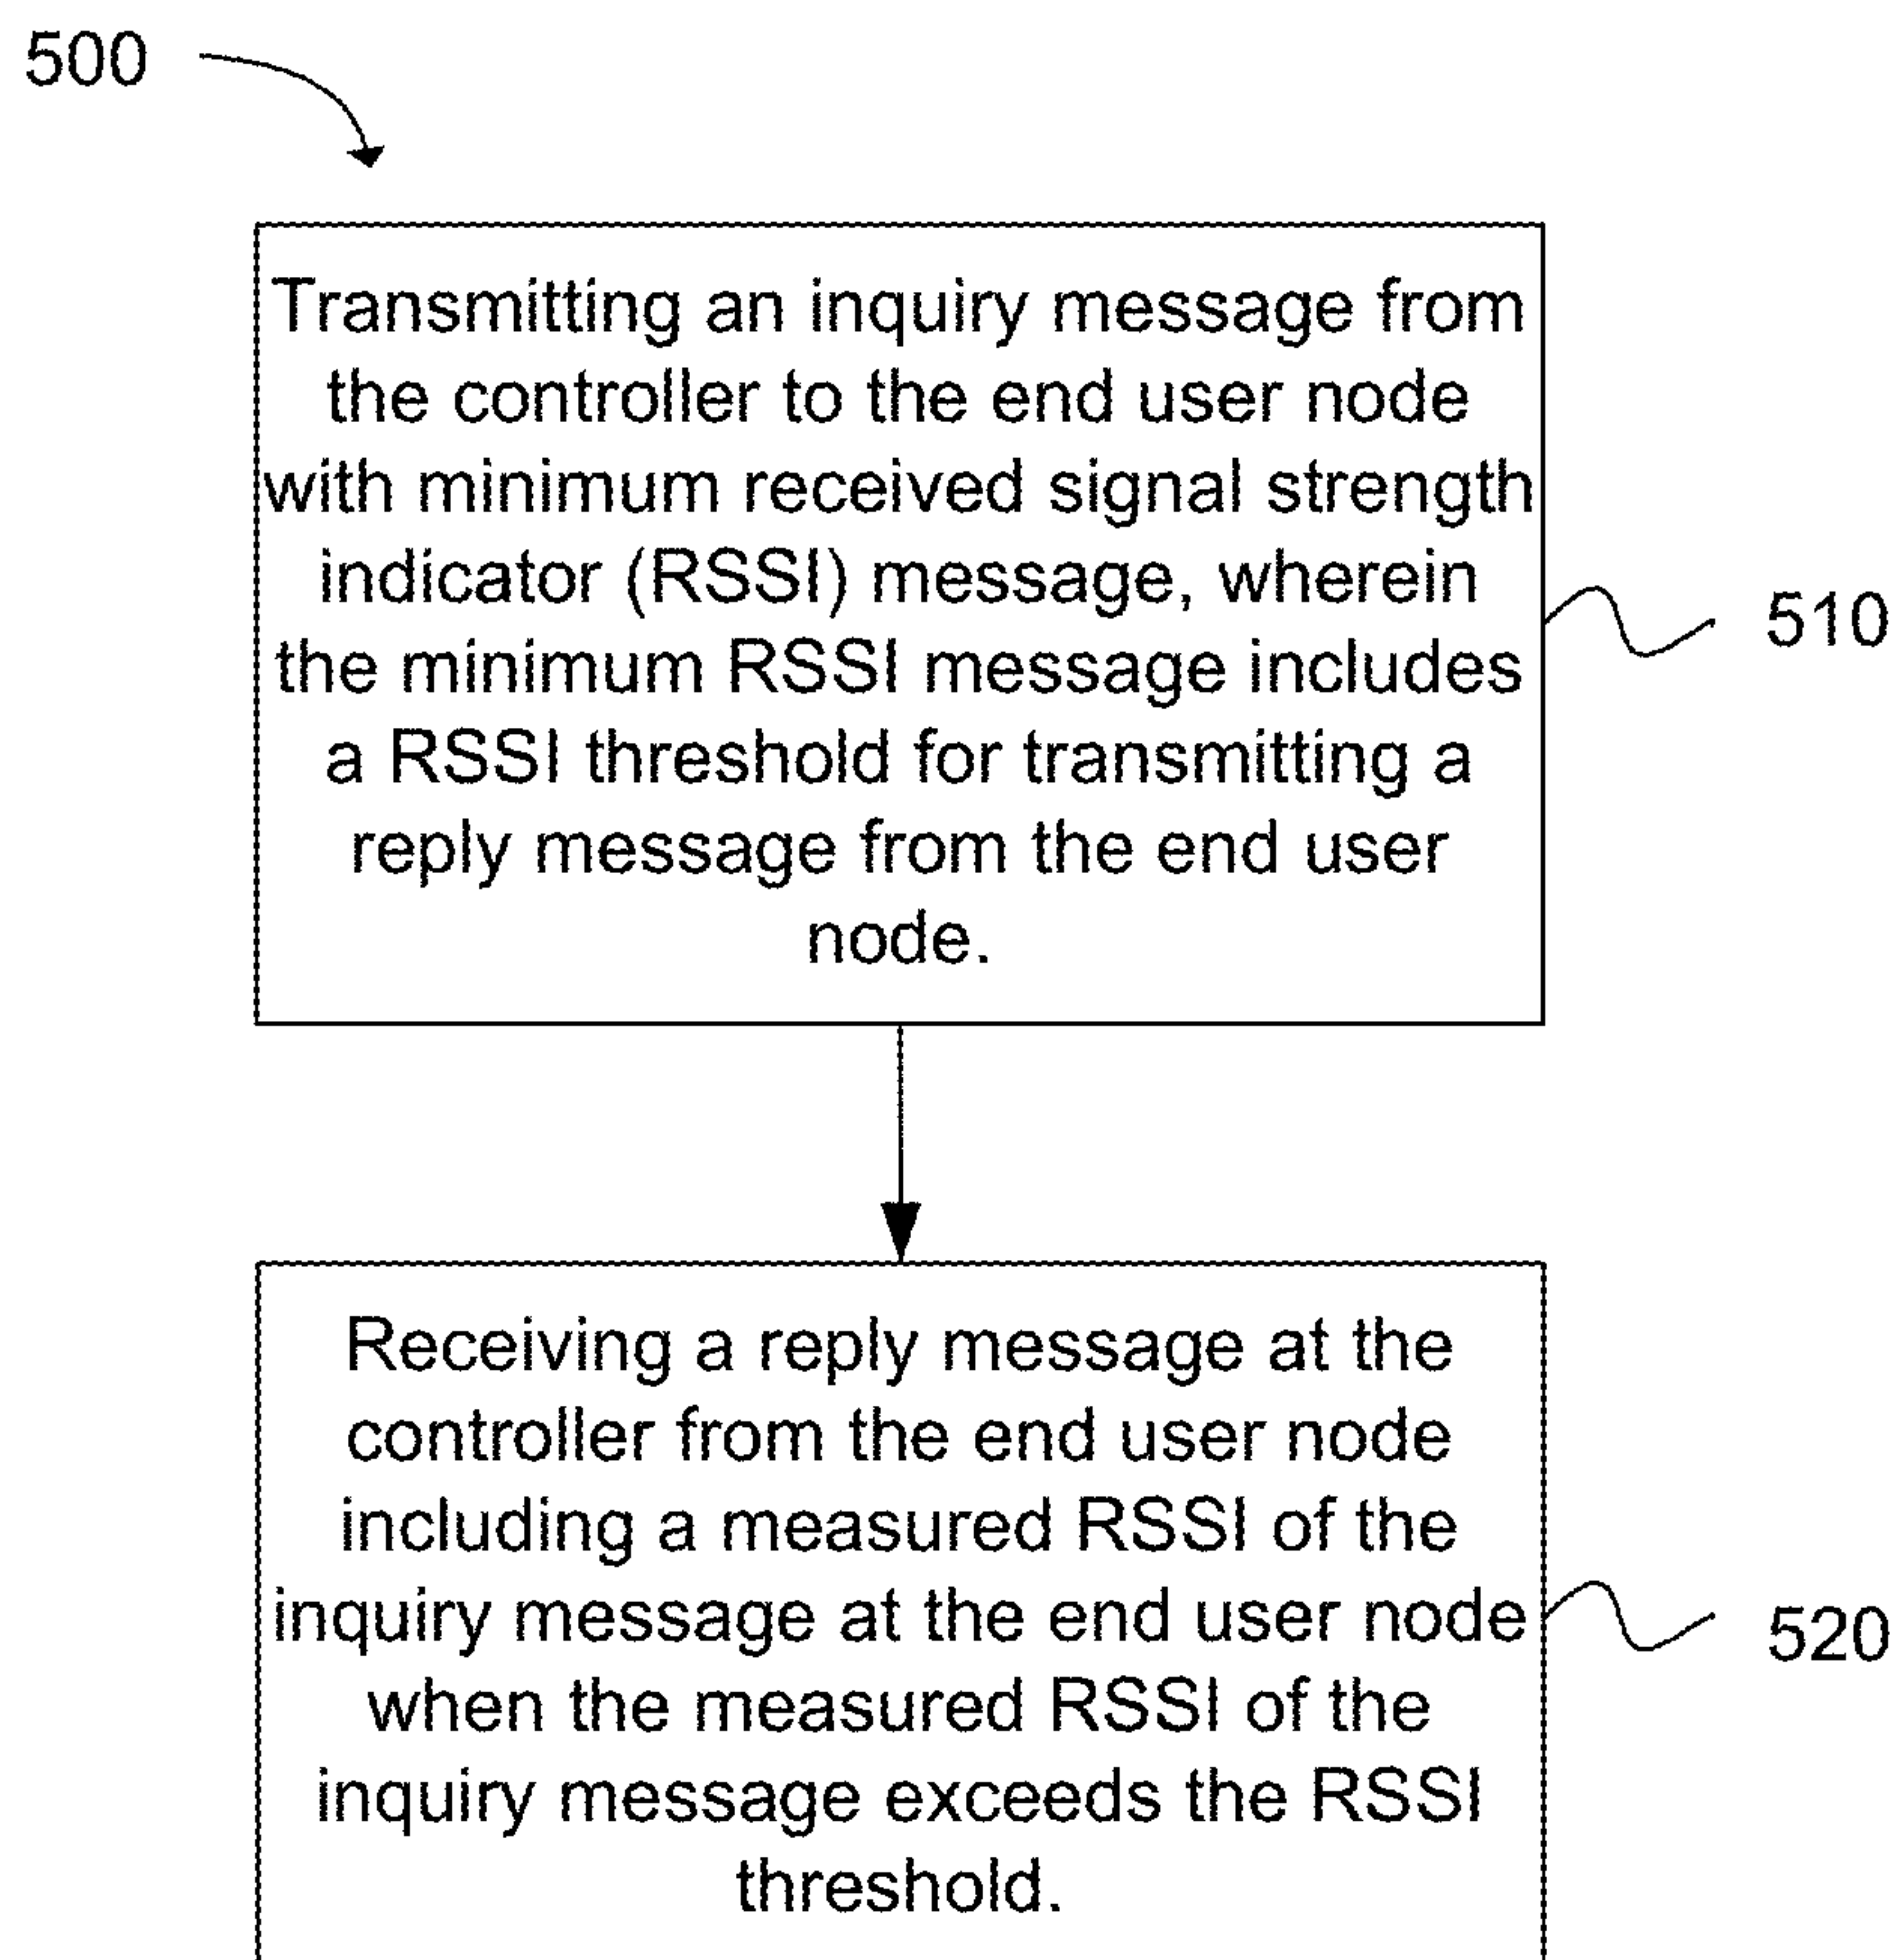 500
Transmitting an inquiry message from
the controller to the end user node
with minimum received signal strength
indicator (RSSI) message, wherein
the minimum RSSI message includes
a RSSI threshold for transmitting a
reply message from the end user
node.
510
Receiving a reply message at the
controller from the end user node
including a measured RSSI of the
inquiry message at the end user node
when the measured RSSI of the
inquiry message exceeds the RSSI
threshold.
520